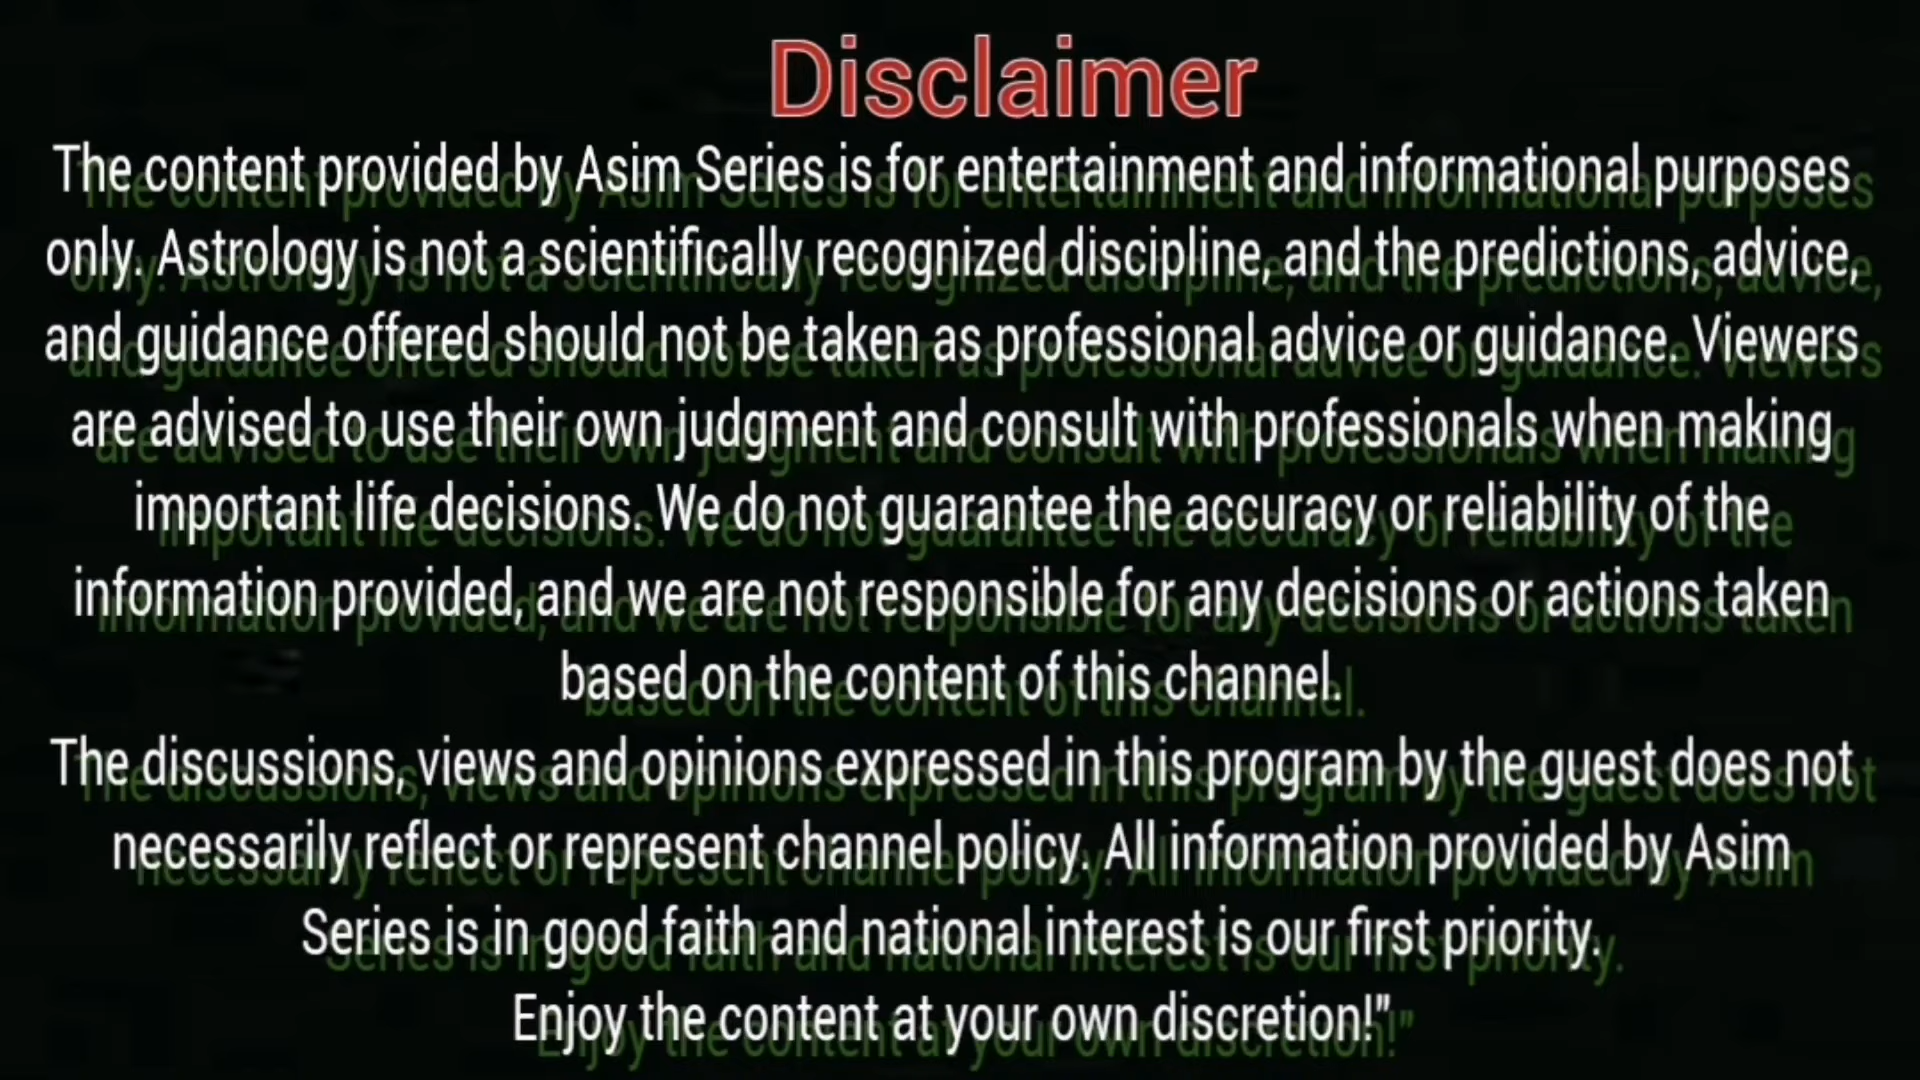 Disclaimer
The content provided by Asim Series is for entertainment and informational purposes
only. Astrology is not a scientifically recognized discipline, and the predictions, advice,
and guidance offered should not be taken as professional advice or guidance. Viewers
are advised to use their own judgment and consult with professionals when making
important life decisions. We do not guarantee the accuracy or reliability of the
information provided, and we are not responsible for any decisions or actions taken
based on the content of this channel.
The discussions, views and opinions expressed in this program by the guest does not
necessarily reflect or represent channel policy. All information provided by Asim
Series is in good faith and national interest is our first priority.
Enjoy the content at your own discretion!"